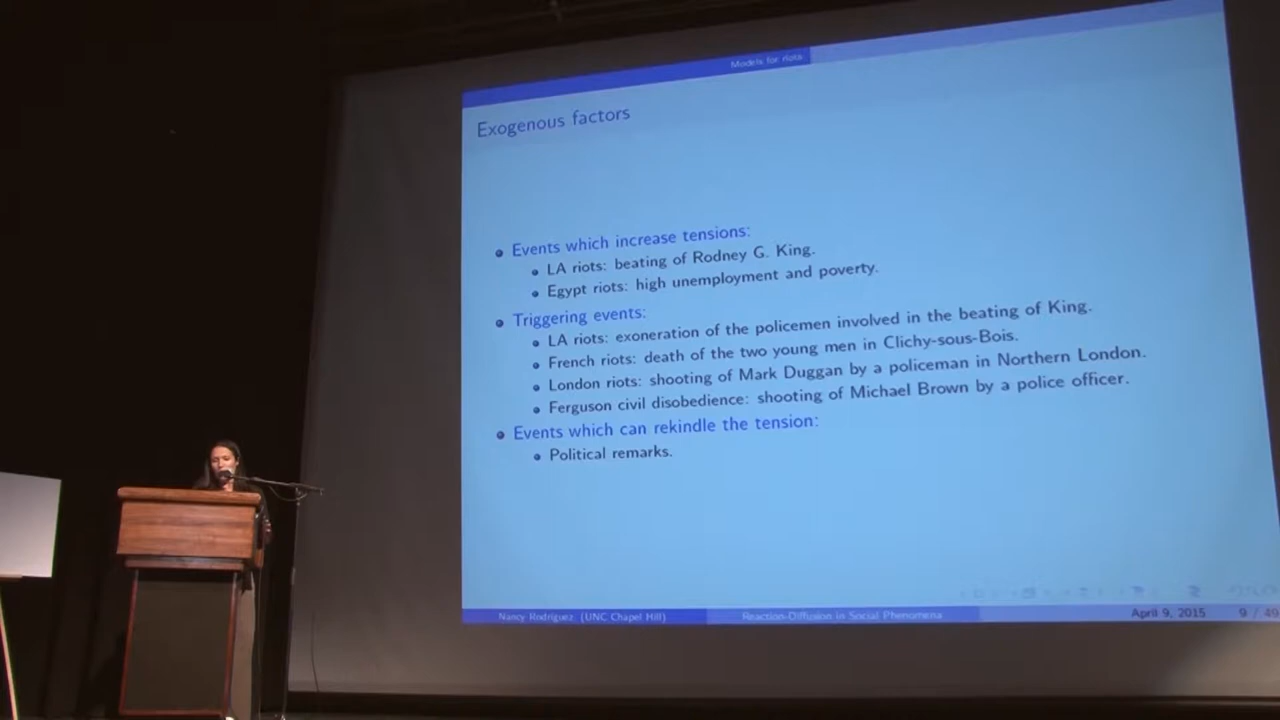 Models for riots
Exogenous factors
Events which increase tensions:
LA riots: beating of Rodney G. King.
Egypt riots: high unemployment and poverty.
Triggering events:
LA riots: exoneration of the policemen involved in the beating of King.
French riots: death of the two young men in Clichy-sous-Bois.
London riots: shooting of Mark Duggan by a policeman in Northern London.
Ferguson civil disobedience: shooting of Michael Brown by a police officer.
Events which can rekindle the tension:
Political remarks.
Nancy Rodriguez (UNC Chapel Hill) Reaction-Diffusion in Social Phenomena April 9, 2015 9 / 49